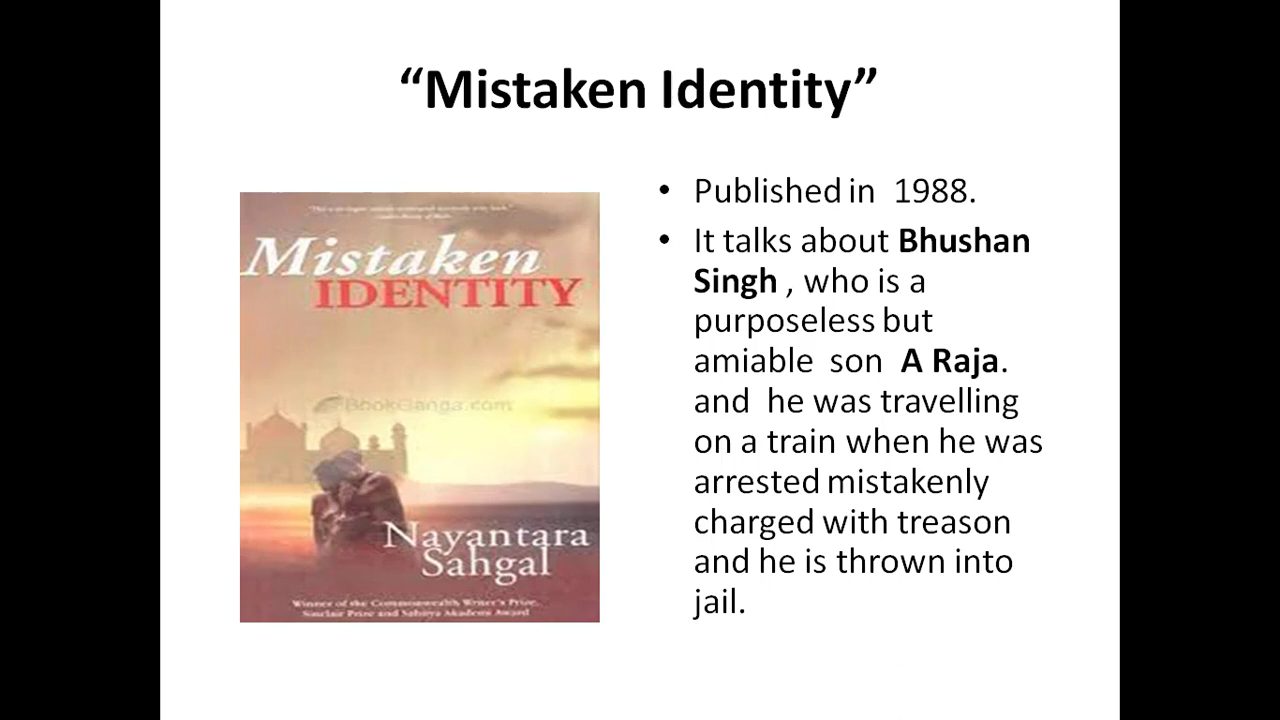 “Mistaken Identity”
• Published in 1988.
• It talks about Bhushan
Singh , who is a
purposeless but
amiable son A Raja.
and he was travelling
on a train when he was
arrested mistakenly
charged with treason
and he is thrown into
jail.
Mistaken
IDENTITY
BookGanga.com
Nayantara
Sahgal
Winner of the Commonwealth Writer's Prize,
Sinclair Prize and Sahitya Akademi Award